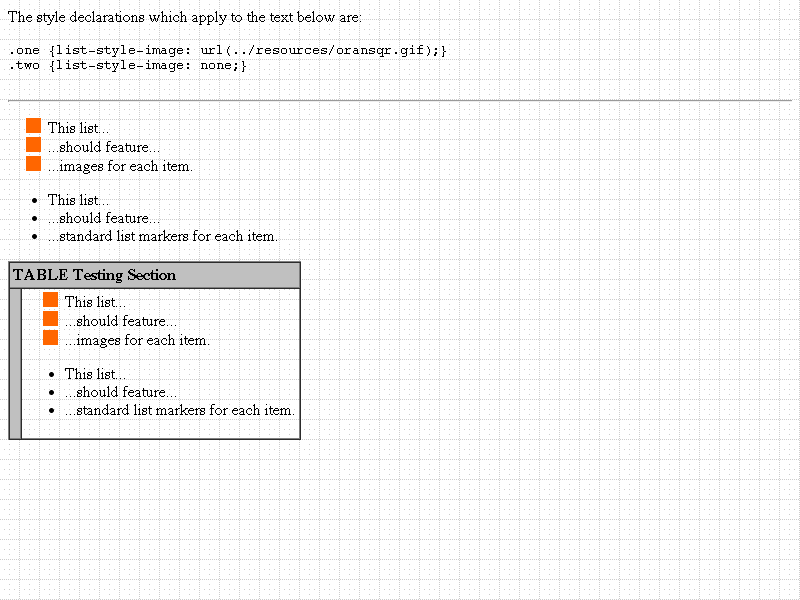 The style declarations which apply to the text below are:
.one {list-style-image: url(../resources/oransqr.gif);}
.two {list-style-image: none;}
This list...
...should feature...
...images for each item.
This list...
...should feature...
...standard list markers for each item.
TABLE Testing Section
This list...
...should feature...
...images for each item.
This list...
...should feature...
...standard list markers for each item.